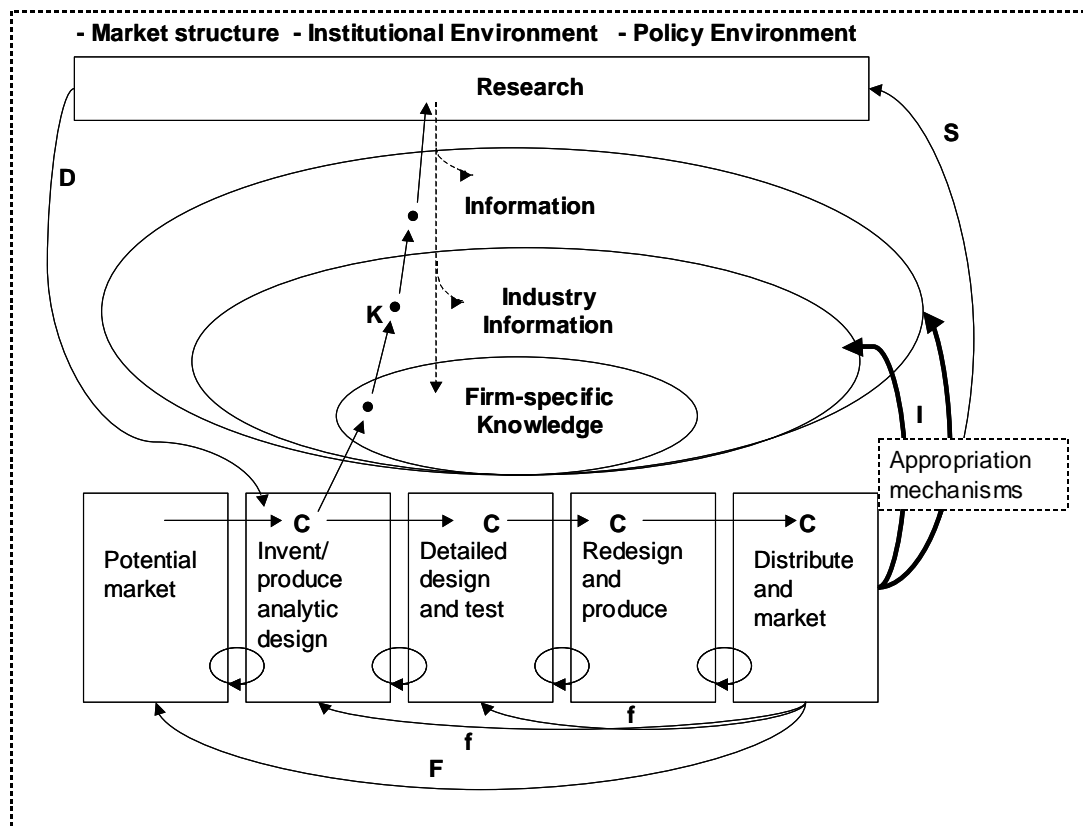 - Market structure - Institutional Environment - Policy Environment
Research
S
D
Information
K
Industry
Information
Firm-specific
Knowledge
I
Appropriation
mechanisms
C
C
C
C
Potential
market
Invent/
produce
analytic
design
Detailed
design
and test
Redesign
and
produce
Distribute
and
market
f
f
F